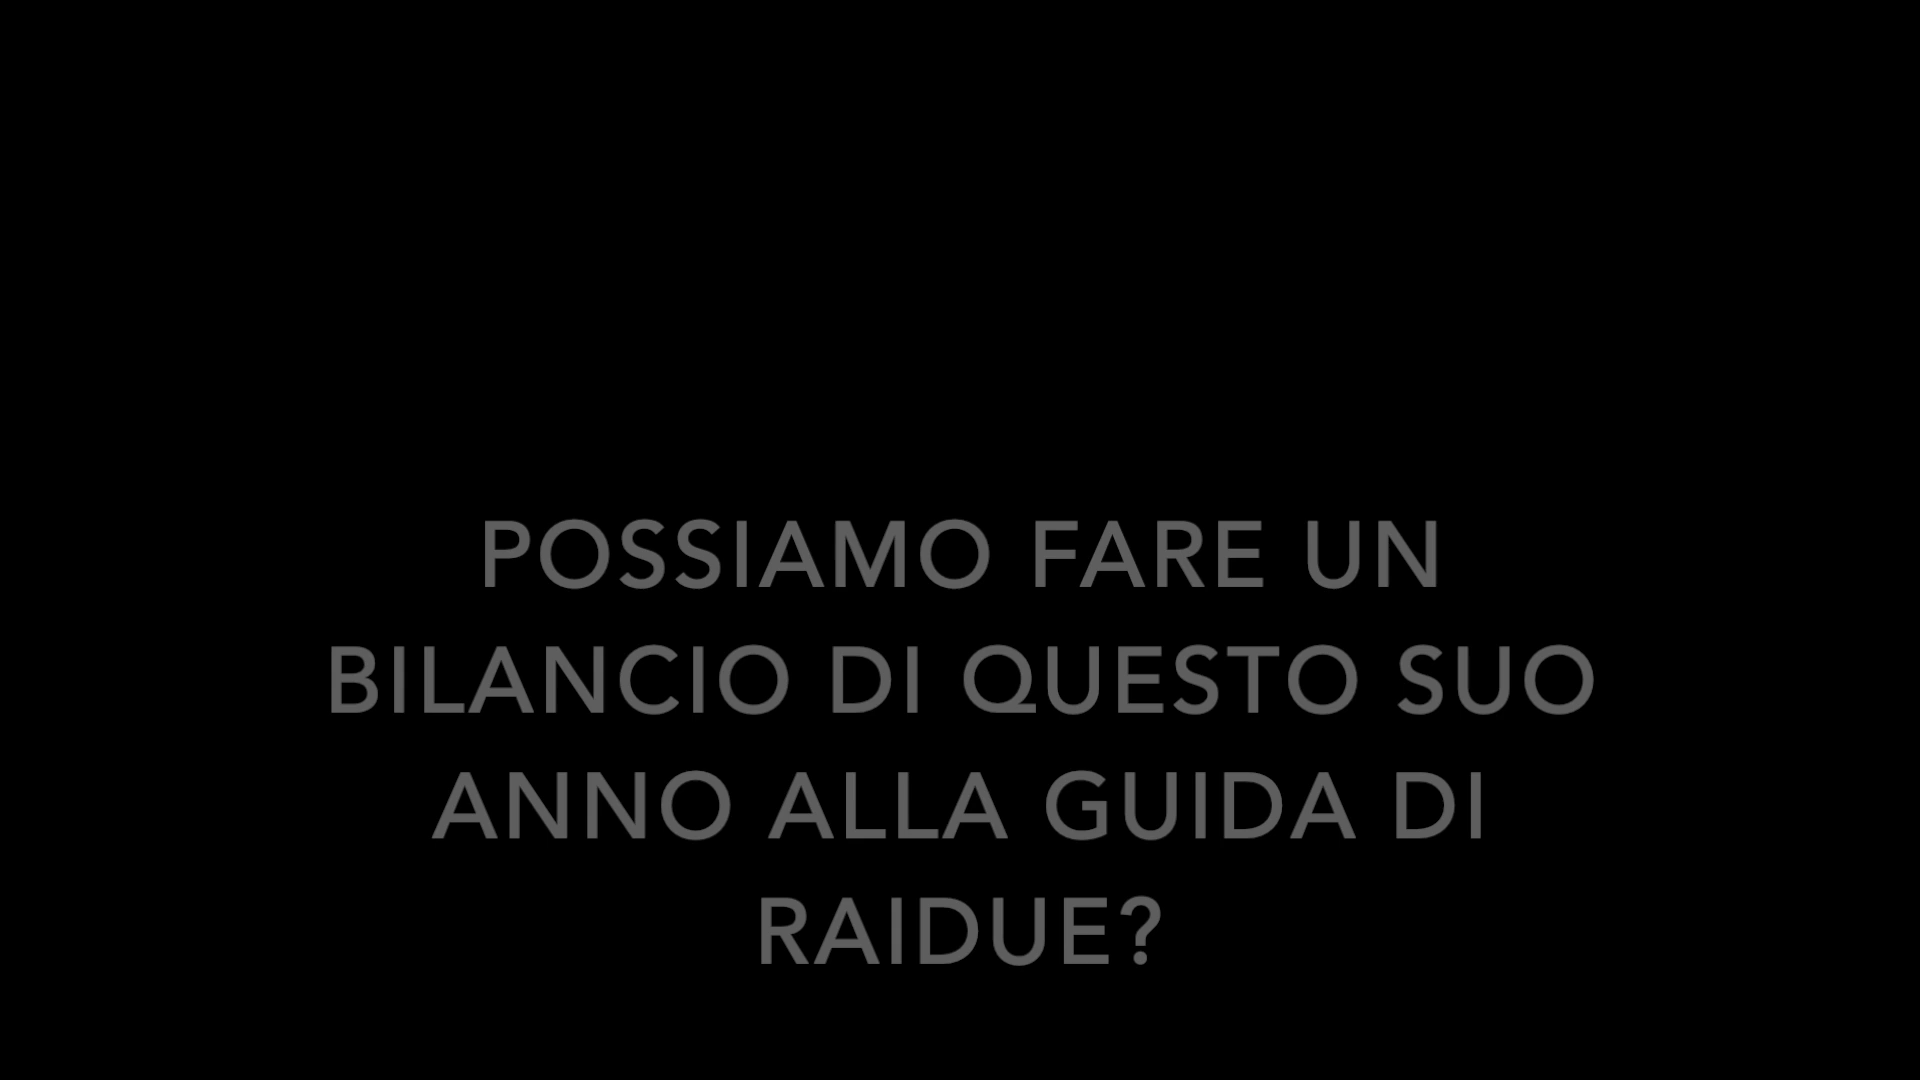 POSSIAMO FARE UN
BILANCIO DI QUESTO SUO
ANNO ALLA GUIDA DI
RAIDUE?